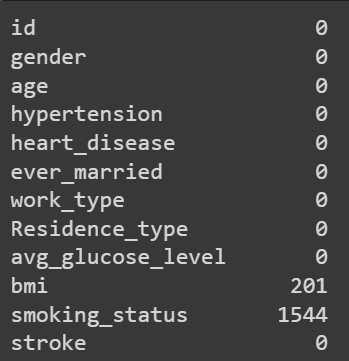 id 0
gender 0
age 0
hypertension 0
heart_disease 0
ever_married 0
work_type 0
Residence_type 0
avg_glucose_level 0
bmi 201
smoking_status 1544
stroke 0